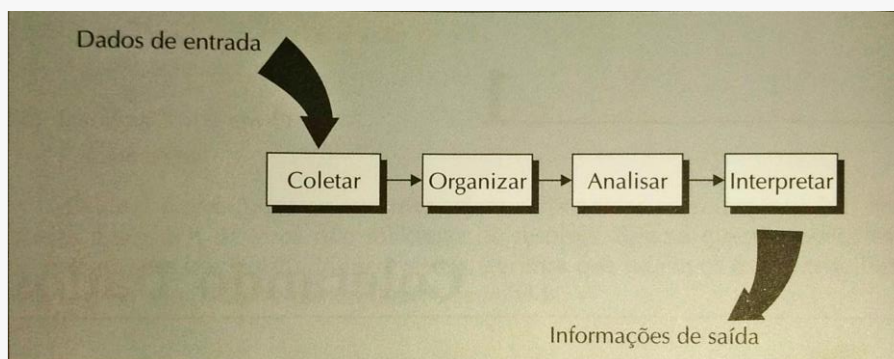 Dados de entrada
Coletar
Organizar
Analisar
Interpretar
Informações de saída